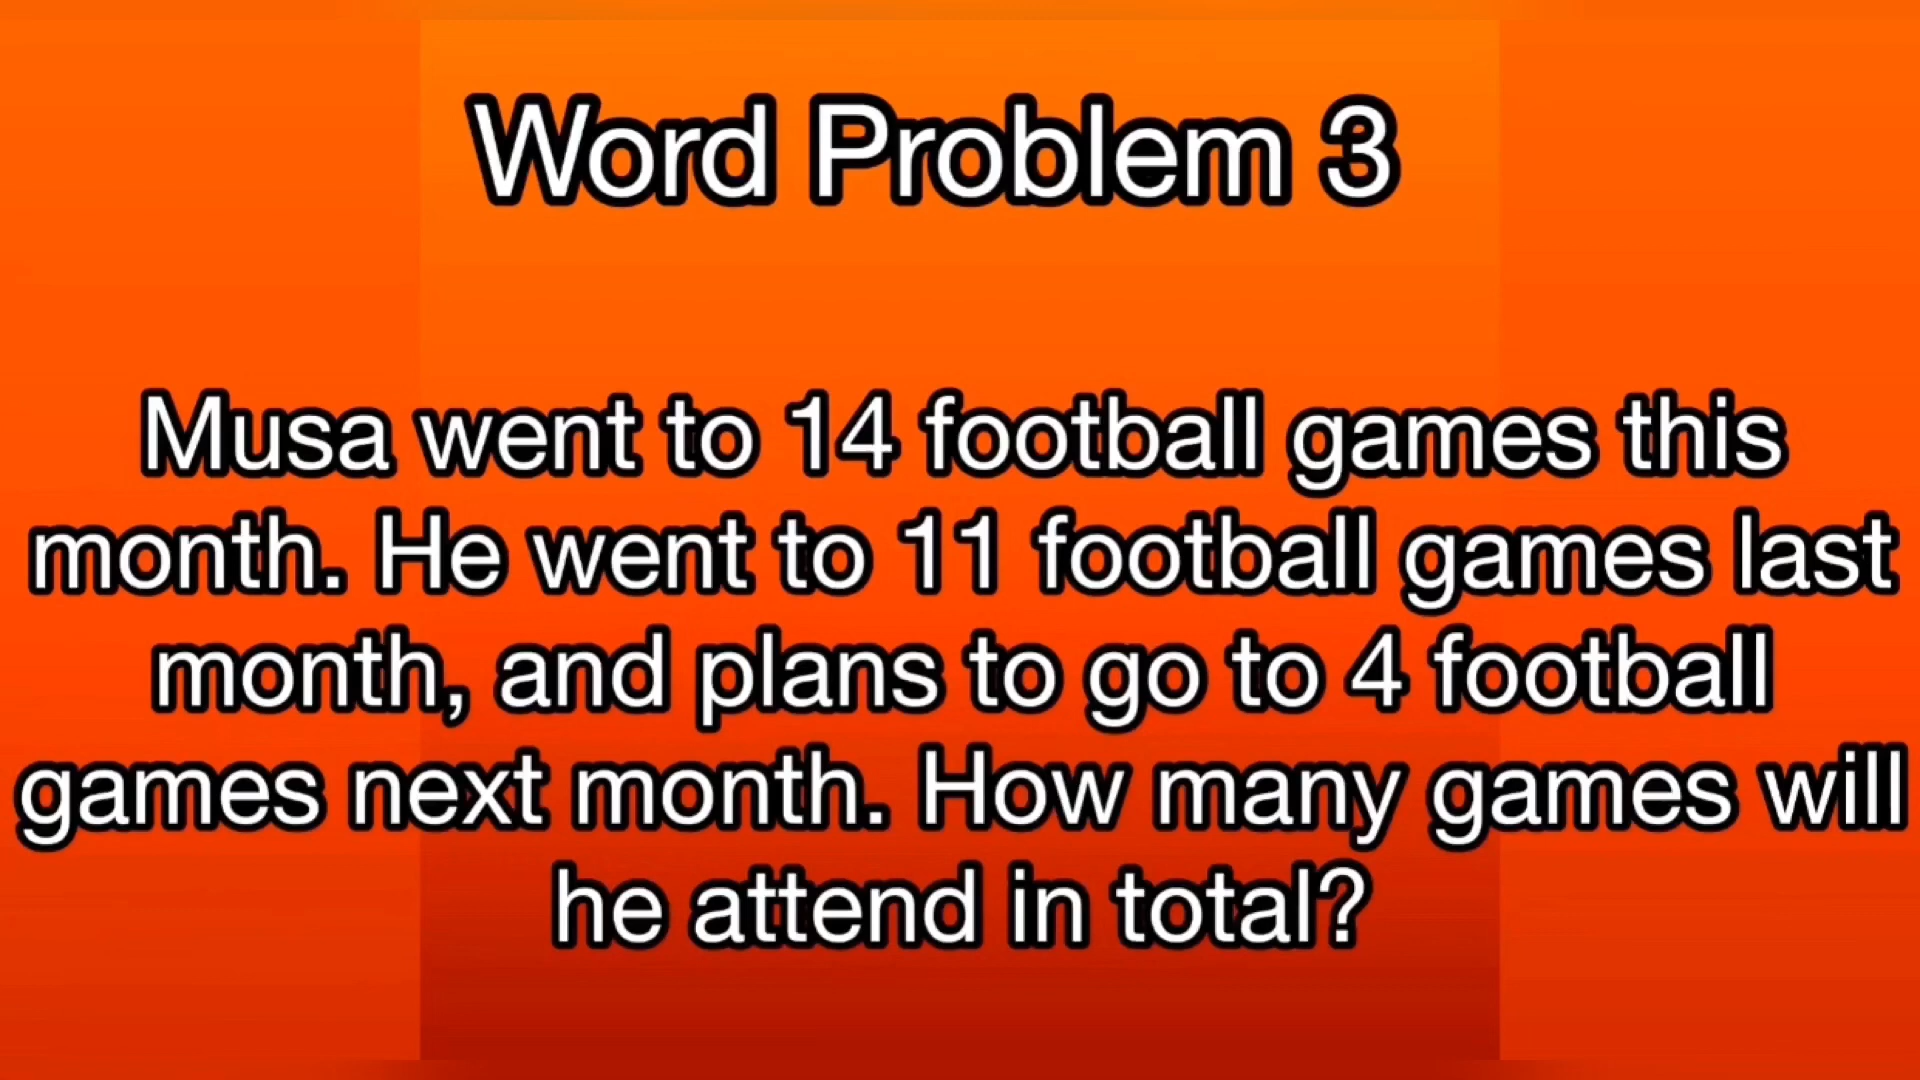 Word Problem 3
Musa went to 14 football games this
month. He went to 11 football games last
month, and plans to go to 4 football
games next month. How many games will
he attend in total?